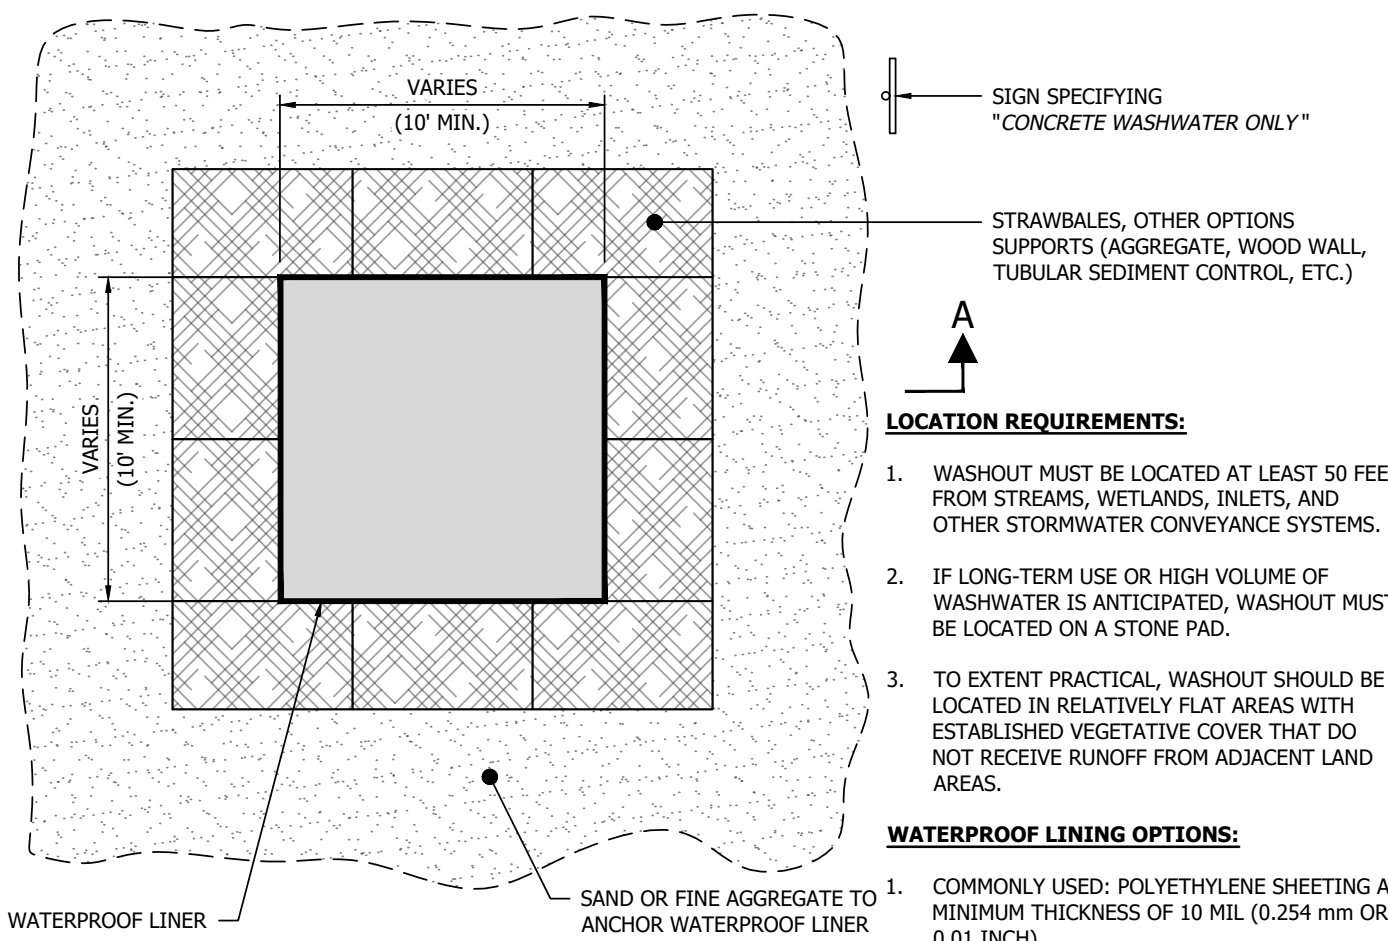 VARIES
(10' MIN.)
SIGN SPECIFYING
"CONCRETE WASHWATER ONLY"
STRAWBALES, OTHER OPTIONS
SUPPORTS (AGGREGATE, WOOD WALL,
TUBULAR SEDIMENT CONTROL, ETC.)
A
VARIES
(10' MIN.)
LOCATION REQUIREMENTS:
1. WASHOUT MUST BE LOCATED AT LEAST 50 FEE
FROM STREAMS, WETLANDS, INLETS, AND
OTHER STORMWATER CONVEYANCE SYSTEMS.
2. IF LONG-TERM USE OR HIGH VOLUME OF
WASHWATER IS ANTICIPATED, WASHOUT MUST
BE LOCATED ON A STONE PAD.
3. TO EXTENT PRACTICAL, WASHOUT SHOULD BE
LOCATED IN RELATIVELY FLAT AREAS WITH
ESTABLISHED VEGETATIVE COVER THAT DO
NOT RECEIVE RUNOFF FROM ADJACENT LAND
AREAS.
WATERPROOF LINING OPTIONS:
1. COMMONLY USED: POLYETHYLENE SHEETING A
MINIMUM THICKNESS OF 10 MIL (0.254 mm OR
0.01 INCH)
WATERPROOF LINER
SAND OR FINE AGGREGATE TO
ANCHOR WATERPROOF LINER